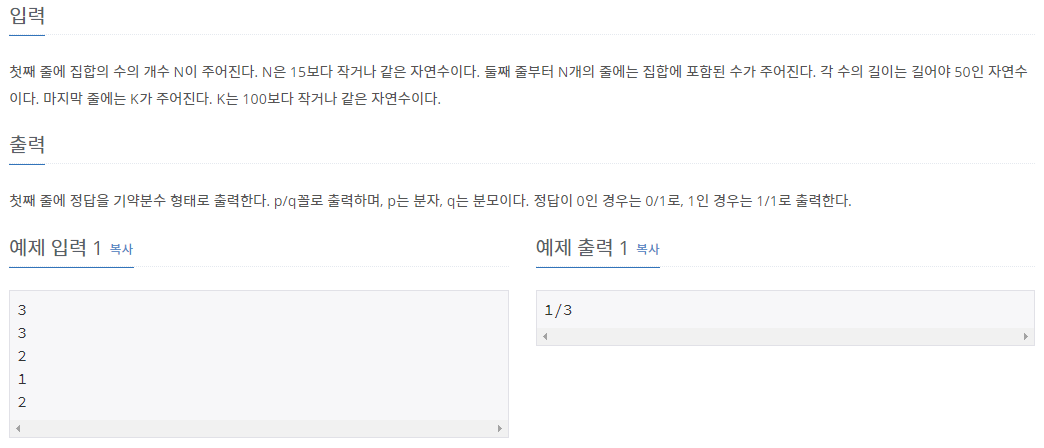 입력
첫째 줄에 집합의 수의 개수 N이 주어진다. N은 15보다 작거나 같은 자연수이다. 둘째 줄부터 N개의 줄에는 집합에 포함된 수가 주어진다. 각 수의 길이는 길어야 50인 자연수
이다. 마지막 줄에는 K가 주어진다. K는 100보다 작거나 같은 자연수이다.
출력
첫째 줄에 정답을 기약분수 형태로 출력한다. p/q꼴로 출력하며, p는 분자, q는 분모이다. 정답이 0인 경우는 0/1로, 1인 경우는 1/1로 출력한다.
예제 입력 1 복사
3
3
2
1
2
예제 출력 1 복사
1/3